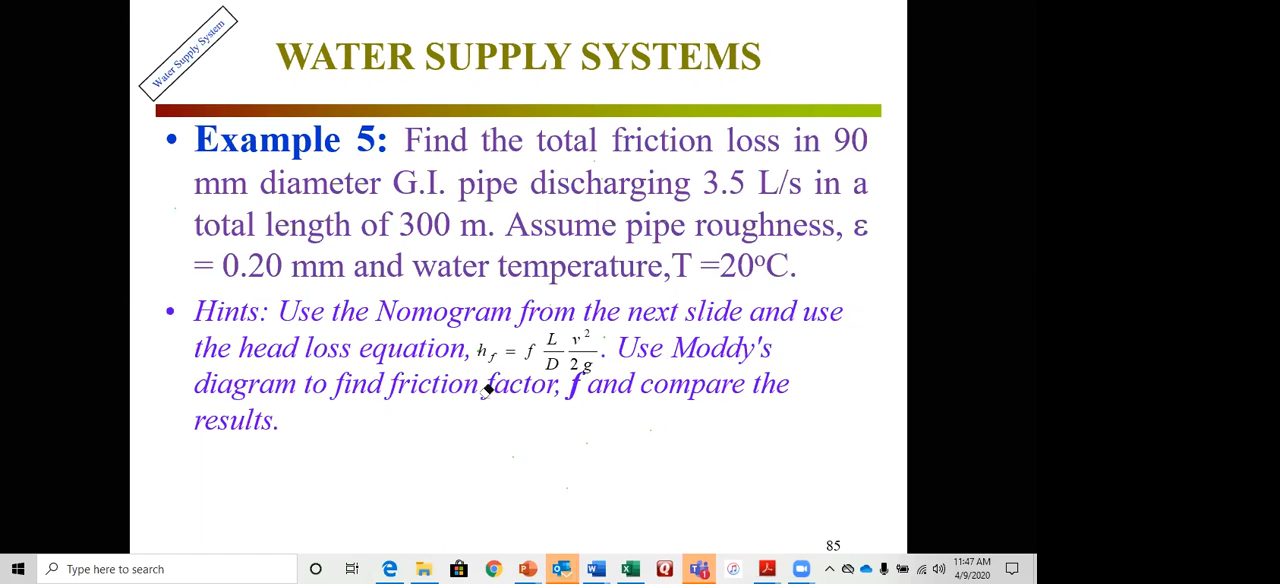 Water Supply System
WATER SUPPLY SYSTEMS
• Example 5: Find the total friction loss in 90
mm diameter G.I. pipe discharging 3.5 L/s in a
total length of 300 m. Assume pipe roughness, ε
= 0.20 mm and water temperature,T =20°C.
• Hints: Use the Nomogram from the next slide and use
the head loss equation, h_f = f L/D v²/2g . Use Moddy's
diagram to find friction factor, f and compare the
results.
85
Type here to search
11:47 AM
4/9/2020